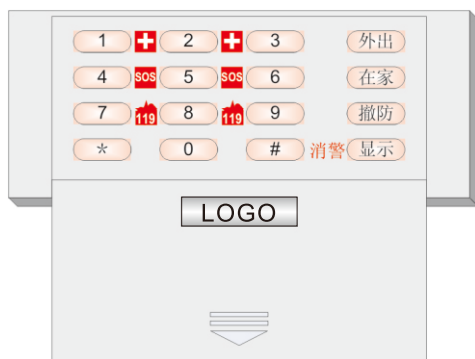 1 2 3 外出
4 SOS 5 SOS 6 在家
7 119 8 119 9 撤防
* 0 # 消警 显示
LOGO